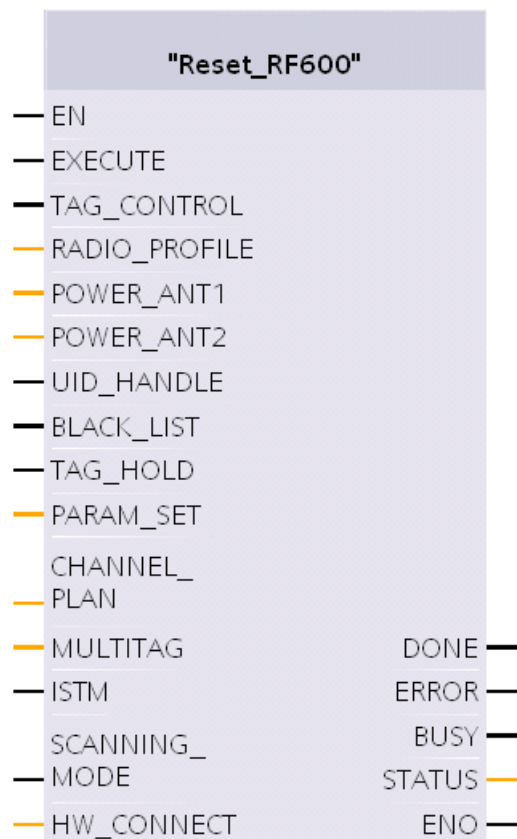 "Reset_RF600"
EN
EXECUTE
TAG_CONTROL
RADIO_PROFILE
POWER_ANT1
POWER_ANT2
UID_HANDLE
BLACK_LIST
TAG_HOLD
PARAM_SET
CHANNEL_
PLAN
MULTITAG DONE
ISTM ERROR
SCANNING_ BUSY
MODE STATUS
HW_CONNECT ENO